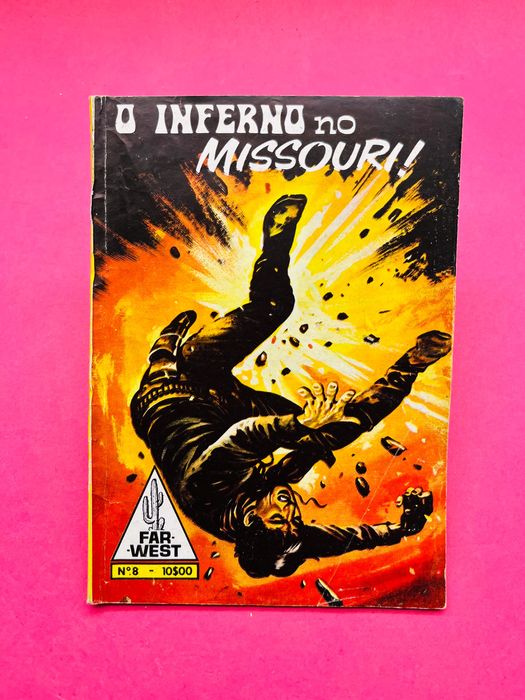 O INFERNO no
MISSOURI!
FAR-
-WEST
Nº8 - 10$00